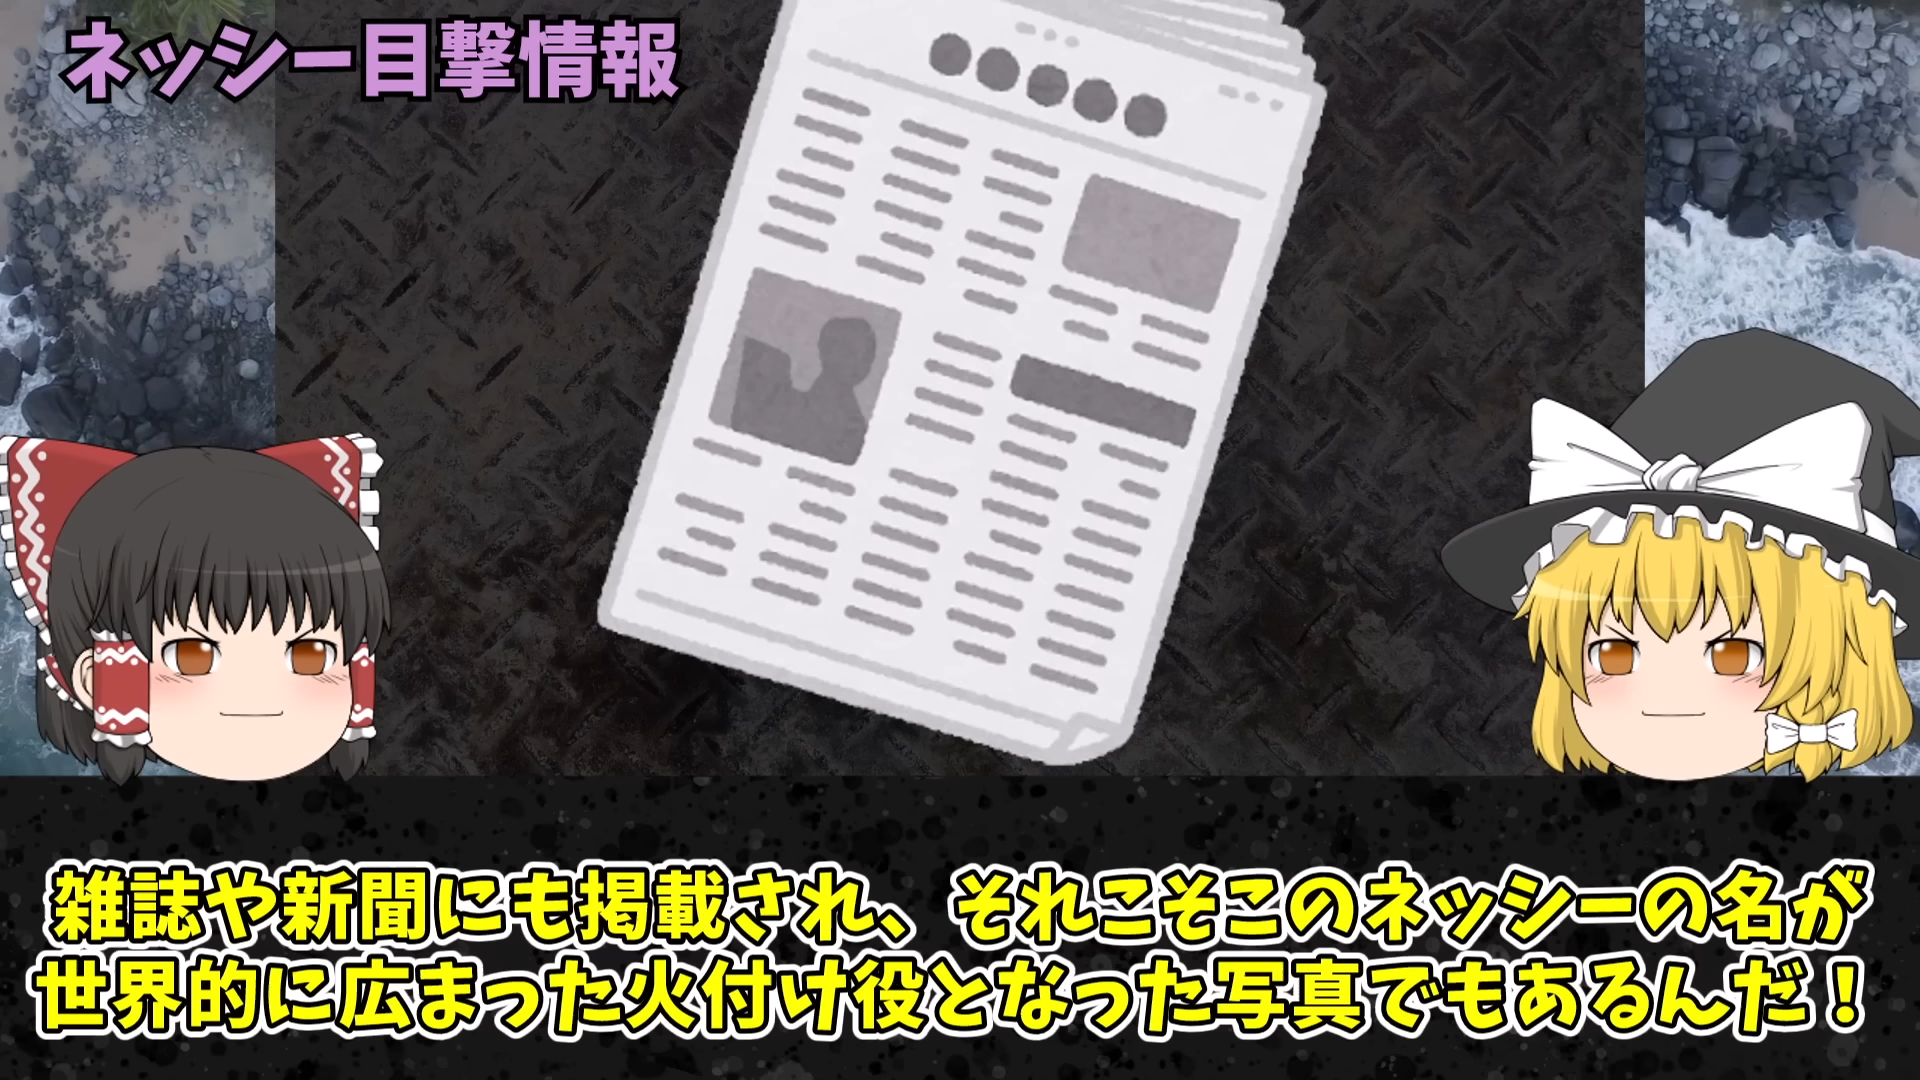 ネッシー目撃情報
雑誌や新聞にも掲載され、それこそこのネッシーの名が
世界的に広まった火付け役となった写真でもあるんだ！